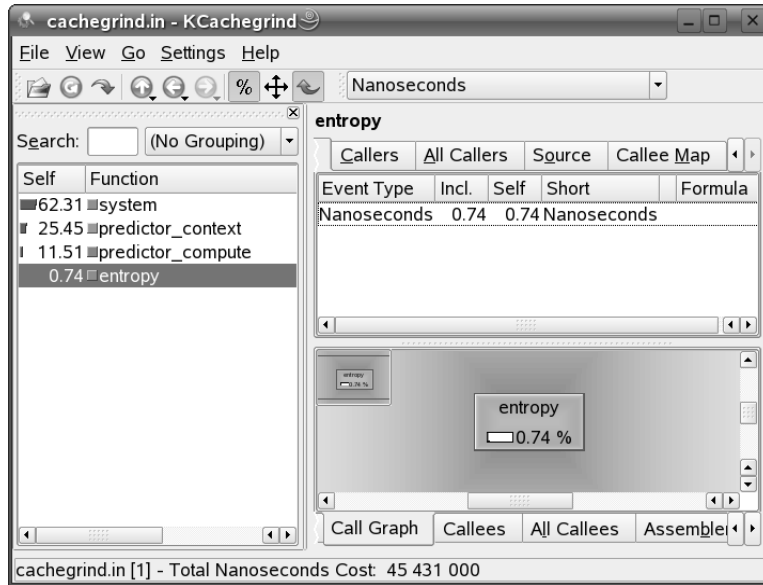 cachegrind.in - KCachegrind
File View Go Settings Help
% Nanoseconds
Search: (No Grouping)
Self Function
62.31 system
25.45 predictor_context
11.51 predictor_compute
0.74 entropy
entropy
Callers All Callers Source Callee Map
Event Type Incl. Self Short Formula
Nanoseconds 0.74 0.74 Nanoseconds
entropy
0.74 %
entropy
0.74 %
Call Graph Callees All Callees Assembler
cachegrind.in [1] - Total Nanoseconds Cost: 45 431 000